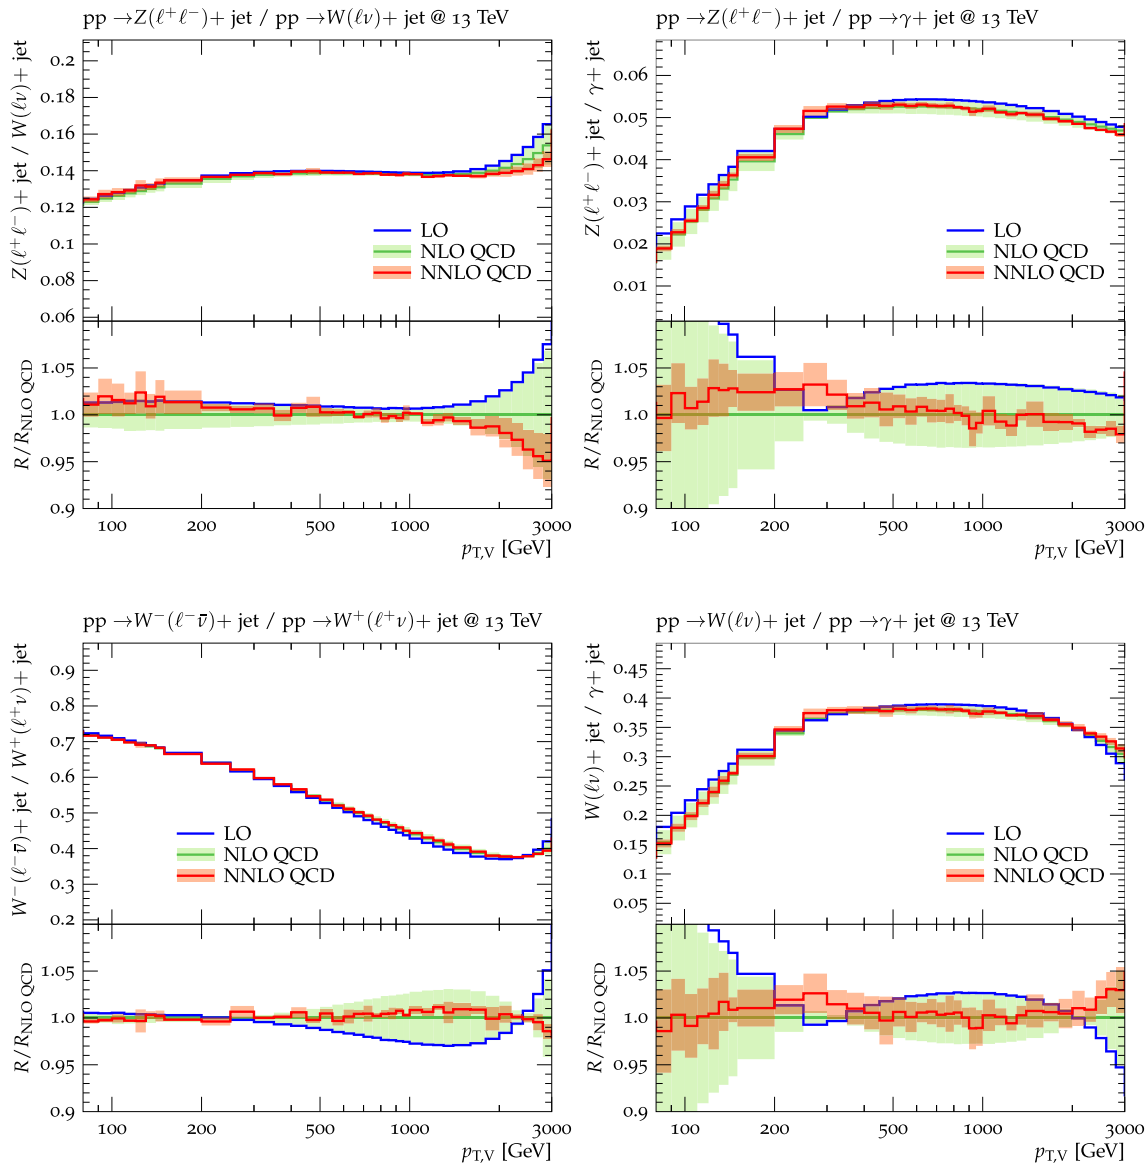 pp →Z(ℓ⁺ℓ⁻)+ jet / pp →W(ℓν)+ jet @ 13 TeV
Z(ℓ⁺ℓ⁻)+ jet / W(ℓν)+ jet
0.2
0.18
0.16
0.14
0.12
0.1
0.08
0.06
LO
NLO QCD
NNLO QCD
R/R_NLO QCD
1.05
1.0
0.95
0.9
100 200 500 1000 3000
p_T,V [GeV]
pp →Z(ℓ⁺ℓ⁻)+ jet / pp →γ+ jet @ 13 TeV
Z(ℓ⁺ℓ⁻)+ jet / γ+ jet
0.06
0.05
0.04
0.03
0.02
0.01
LO
NLO QCD
NNLO QCD
R/R_NLO QCD
1.05
1.0
0.95
0.9
100 200 500 1000 3000
p_T,V [GeV]
pp →W⁻(ℓ⁻ν̄)+ jet / pp →W⁺(ℓ⁺ν)+ jet @ 13 TeV
W⁻(ℓ⁻ν̄)+ jet / W⁺(ℓ⁺ν)+ jet
0.9
0.8
0.7
0.6
0.5
0.4
0.3
0.2
LO
NLO QCD
NNLO QCD
R/R_NLO QCD
1.05
1.0
0.95
0.9
100 200 500 1000 3000
p_T,V [GeV]
pp →W(ℓν)+ jet / pp →γ+ jet @ 13 TeV
W(ℓν)+ jet / γ+ jet
0.45
0.4
0.35
0.3
0.25
0.2
0.15
0.1
0.05
LO
NLO QCD
NNLO QCD
R/R_NLO QCD
1.05
1.0
0.95
0.9
100 200 500 1000 3000
p_T,V [GeV]